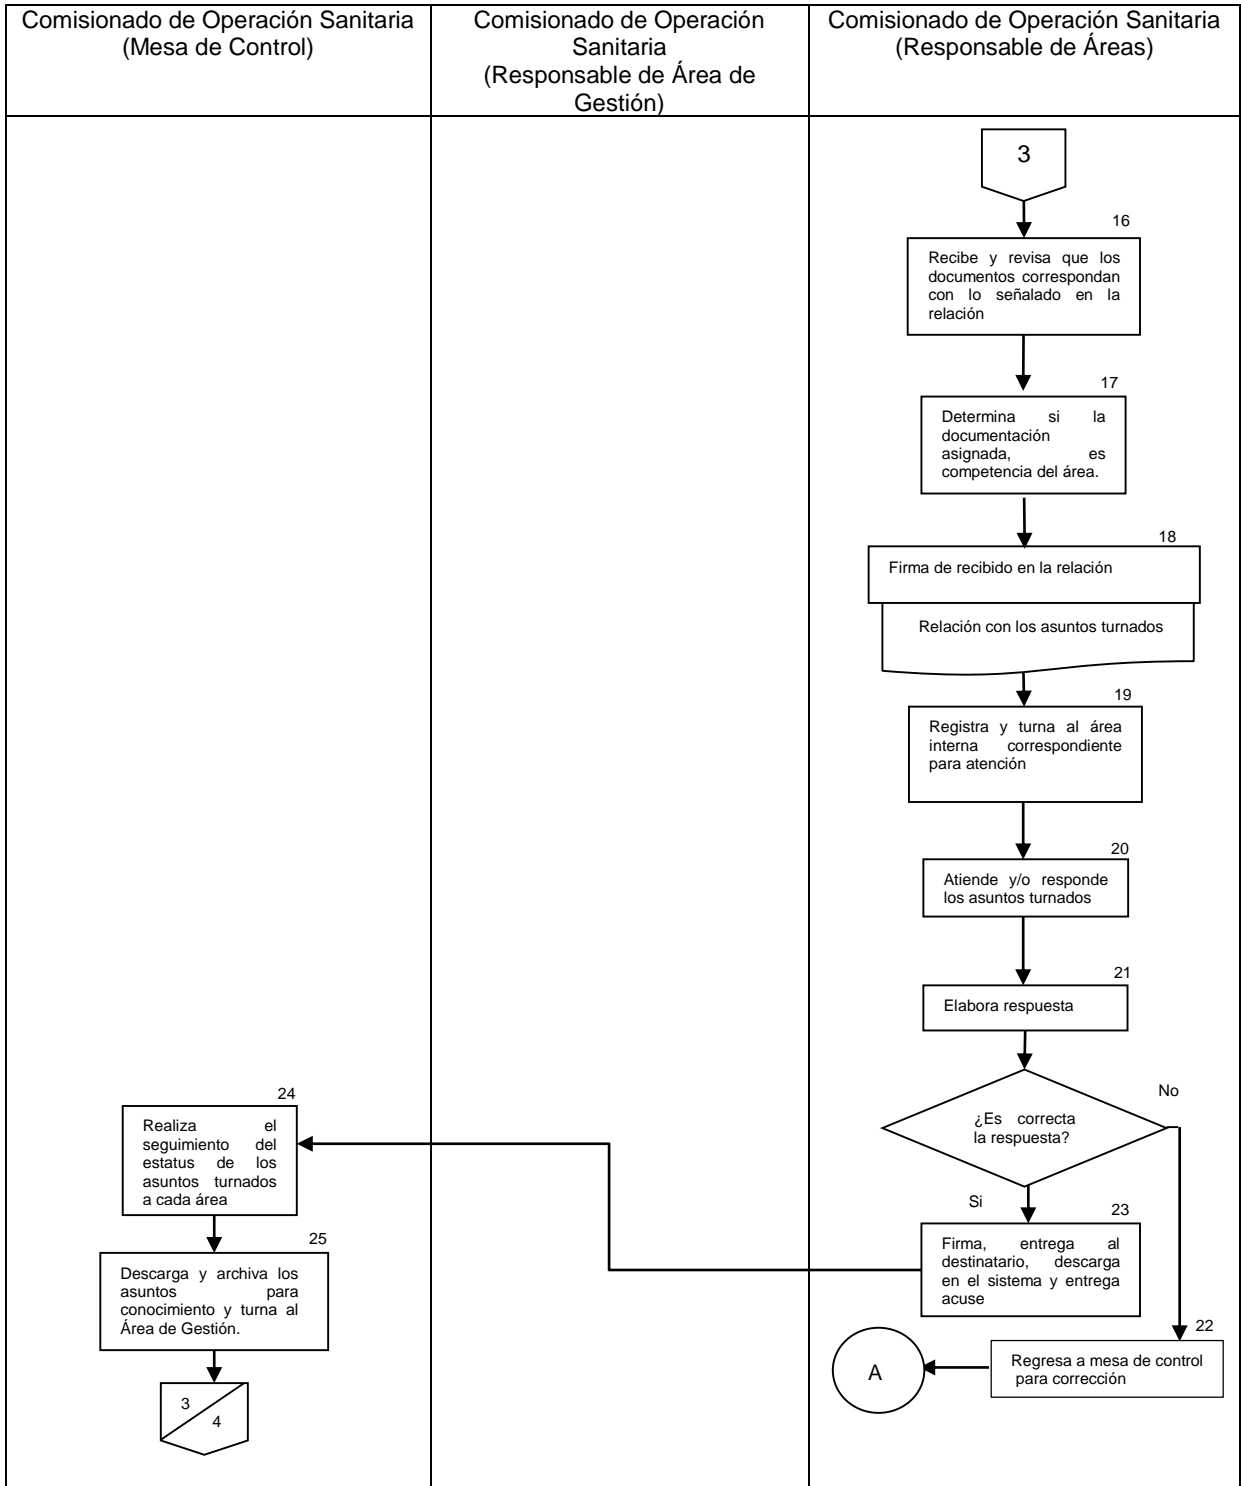 Comisionado de Operación Sanitaria
(Mesa de Control)
Comisionado de Operación
Sanitaria
(Responsable de Área de
Gestión)
Comisionado de Operación Sanitaria
(Responsable de Áreas)
3
16
Recibe y revisa que los
documentos correspondan
con lo señalado en la
relación
17
Determina si la
documentación
asignada, es
competencia del área.
18
Firma de recibido en la relación
Relación con los asuntos turnados
19
Registra y turna al área
interna correspondiente
para atención
20
Atiende y/o responde
los asuntos turnados
21
Elabora respuesta
¿Es correcta
la respuesta?
No
Si
23
Firma, entrega al
destinatario, descarga
en el sistema y entrega
acuse
22
Regresa a mesa de control
para corrección
A
24
Realiza el
seguimiento del
estatus de los
asuntos turnados
a cada área
25
Descarga y archiva los
asuntos para
conocimiento y turna al
Área de Gestión.
3
4